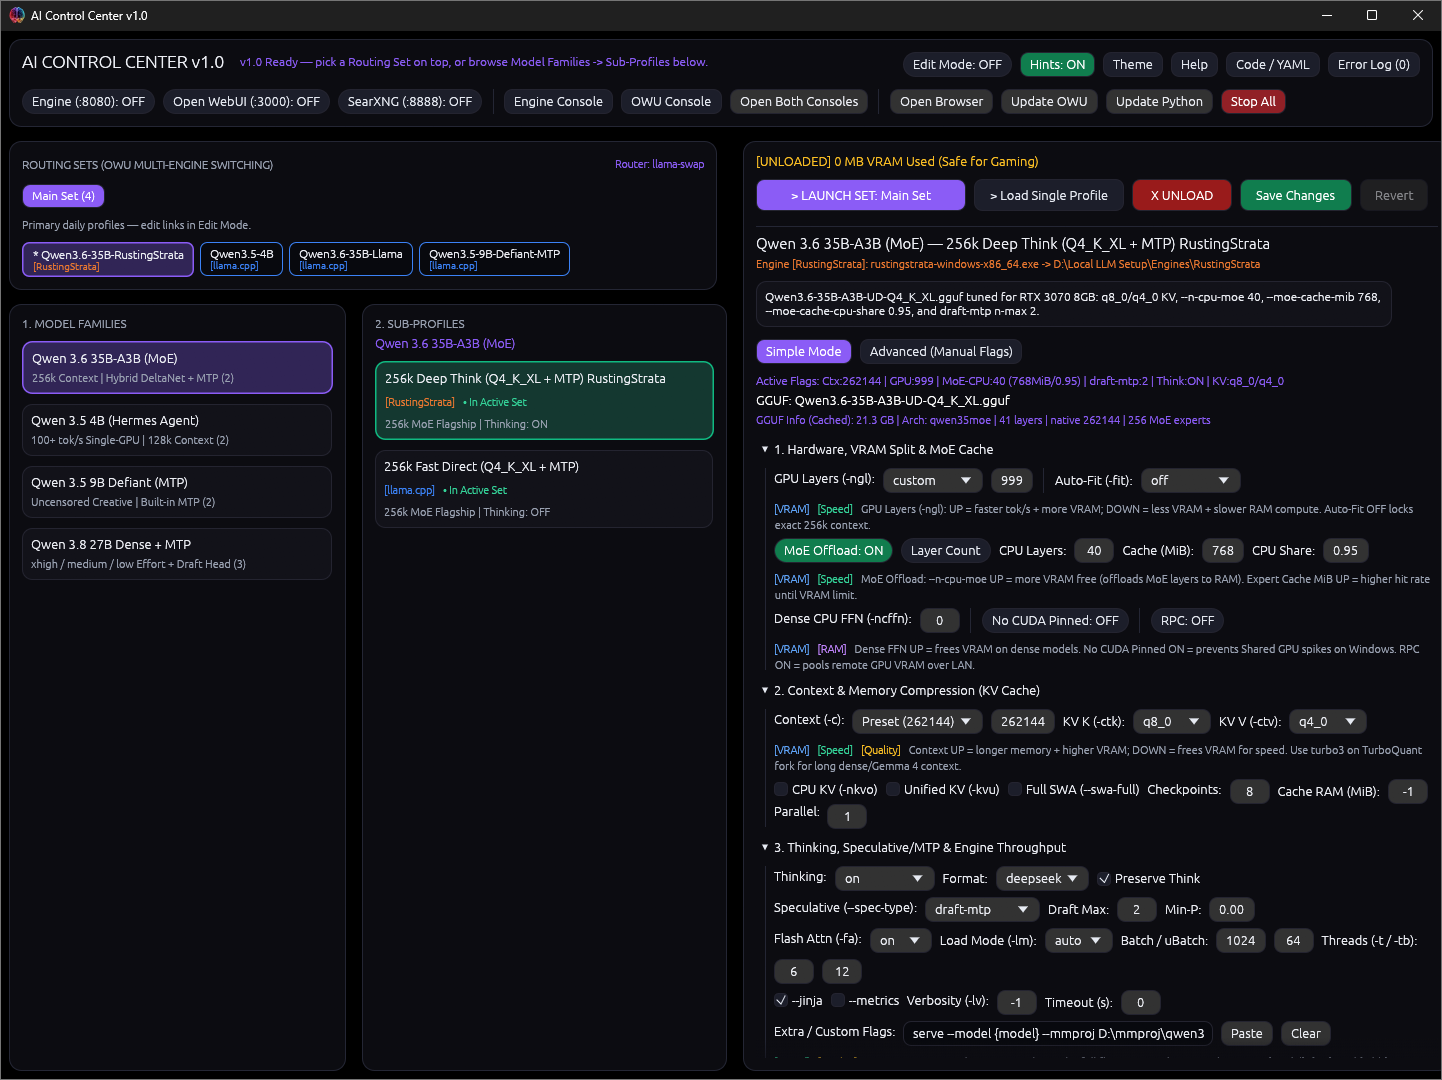 AI Control Center v1.0
AI CONTROL CENTER v1.0
v1.0 Ready — pick a Routing Set on top, or browse Model Families -> Sub-Profiles below.
Edit Mode: OFF
Hints: ON
Theme
Help
Code / YAML
Error Log (0)
Engine (:8080): OFF
Open WebUI (:3000): OFF
SearXNG (:8888): OFF
Engine Console
OWU Console
Open Both Consoles
Open Browser
Update OWU
Update Python
Stop All
ROUTING SETS (OWU MULTI-ENGINE SWITCHING)
Router: llama-swap
Main Set (4)
Primary daily profiles — edit links in Edit Mode.
* Qwen3.6-35B-RustingStrata
[RustingStrata]
Qwen3.5-4B
[llama.cpp]
Qwen3.6-35B-Llama
[llama.cpp]
Qwen3.5-9B-Defiant-MTP
[llama.cpp]
1. MODEL FAMILIES
Qwen 3.6 35B-A3B (MoE)
256k Context | Hybrid DeltaNet + MTP (2)
Qwen 3.5 4B (Hermes Agent)
100+ tok/s Single-GPU | 128k Context (2)
Qwen 3.5 9B Defiant (MTP)
Uncensored Creative | Built-in MTP (2)
Qwen 3.8 27B Dense + MTP
xhigh / medium / low Effort + Draft Head (3)
2. SUB-PROFILES
Qwen 3.6 35B-A3B (MoE)
256k Deep Think (Q4_K_XL + MTP) RustingStrata
[RustingStrata] • In Active Set
256k MoE Flagship | Thinking: ON
256k Fast Direct (Q4_K_XL + MTP)
[llama.cpp] • In Active Set
256k MoE Flagship | Thinking: OFF
[UNLOADED] 0 MB VRAM Used (Safe for Gaming)
> LAUNCH SET: Main Set
> Load Single Profile
X UNLOAD
Save Changes
Revert
Qwen 3.6 35B-A3B (MoE) — 256k Deep Think (Q4_K_XL + MTP) RustingStrata
Engine [RustingStrata]: rustingstrata-windows-x86_64.exe -> D:\Local LLM Setup\Engines\RustingStrata
Qwen3.6-35B-A3B-UD-Q4_K_XL.gguf tuned for RTX 3070 8GB: q8_0/q4_0 KV, --n-cpu-moe 40, --moe-cache-mib 768,
--moe-cache-cpu-share 0.95, and draft-mtp n-max 2.
Simple Mode
Advanced (Manual Flags)
Active Flags: Ctx:262144 | GPU:999 | MoE-CPU:40 (768MiB/0.95) | draft-mtp:2 | Think:ON | KV:q8_0/q4_0
GGUF: Qwen3.6-35B-A3B-UD-Q4_K_XL.gguf
GGUF Info (Cached): 21.3 GB | Arch: qwen35moe | 41 layers | native 262144 | 256 MoE experts
1. Hardware, VRAM Split & MoE Cache
GPU Layers (-ngl): custom 999 Auto-Fit (-fit): off
[VRAM] [Speed] GPU Layers (-ngl): UP = faster tok/s + more VRAM; DOWN = less VRAM + slower RAM compute. Auto-Fit OFF locks
exact 256k context.
MoE Offload: ON Layer Count CPU Layers: 40 Cache (MiB): 768 CPU Share: 0.95
[VRAM] [Speed] MoE Offload: --n-cpu-moe UP = more VRAM free (offloads MoE layers to RAM). Expert Cache MiB UP = higher hit rate
until VRAM limit.
Dense CPU FFN (-ncffn): 0 No CUDA Pinned: OFF RPC: OFF
[VRAM] [RAM] Dense FFN UP = frees VRAM on dense models. No CUDA Pinned ON = prevents Shared GPU spikes on Windows. RPC
ON = pools remote GPU VRAM over LAN.
2. Context & Memory Compression (KV Cache)
Context (-c): Preset (262144) 262144 KV K (-ctk): q8_0 KV V (-ctv): q4_0
[VRAM] [Speed] [Quality] Context UP = longer memory + higher VRAM; DOWN = frees VRAM for speed. Use turbo3 on TurboQuant
fork for long dense/Gemma 4 context.
CPU KV (-nkvo) Unified KV (-kvu) Full SWA (--swa-full) Checkpoints: 8 Cache RAM (MiB): -1
Parallel: 1
3. Thinking, Speculative/MTP & Engine Throughput
Thinking: on Format: deepseek Preserve Think
Speculative (--spec-type): draft-mtp Draft Max: 2 Min-P: 0.00
Flash Attn (-fa): on Load Mode (-lm): auto Batch / uBatch: 1024 64 Threads (-t / -tb):
6 12
--jinja --metrics Verbosity (-lv): -1 Timeout (s): 0
Extra / Custom Flags: serve --model {model} --mmproj D:\mmproj\qwen3 Paste Clear